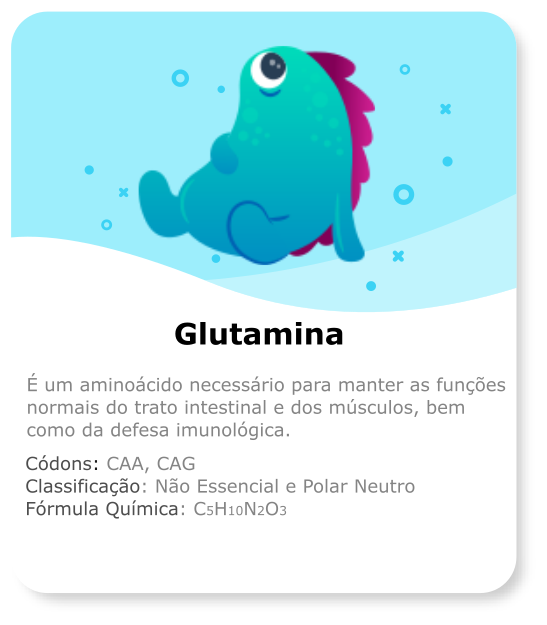 Glutamina
É um aminoácido necessário para manter as funções
normais do trato intestinal e dos músculos, bem
como da defesa imunológica.
Códons: CAA, CAG
Classificação: Não Essencial e Polar Neutro
Fórmula Química: C5H10N2O3